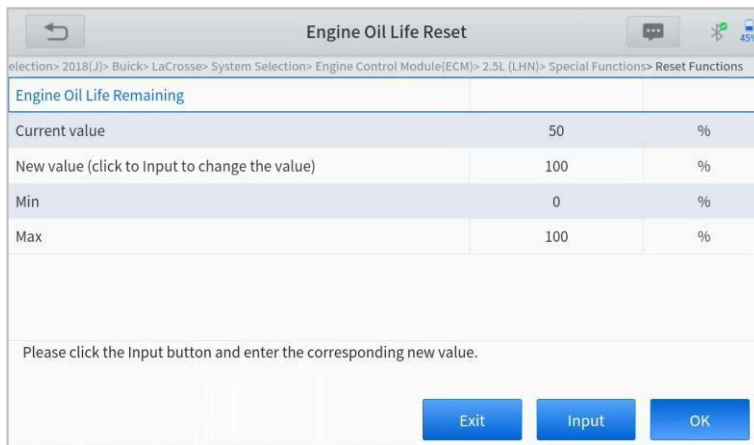 Engine Oil Life Reset
45%
election> 2018(J)> Buick> LaCrosse> System Selection> Engine Control Module(ECM)> 2.5L (LHN)> Special Functions> Reset Functions
Engine Oil Life Remaining
Current value 50 %
New value (click to Input to change the value) 100 %
Min 0 %
Max 100 %
Please click the Input button and enter the corresponding new value.
Exit Input OK